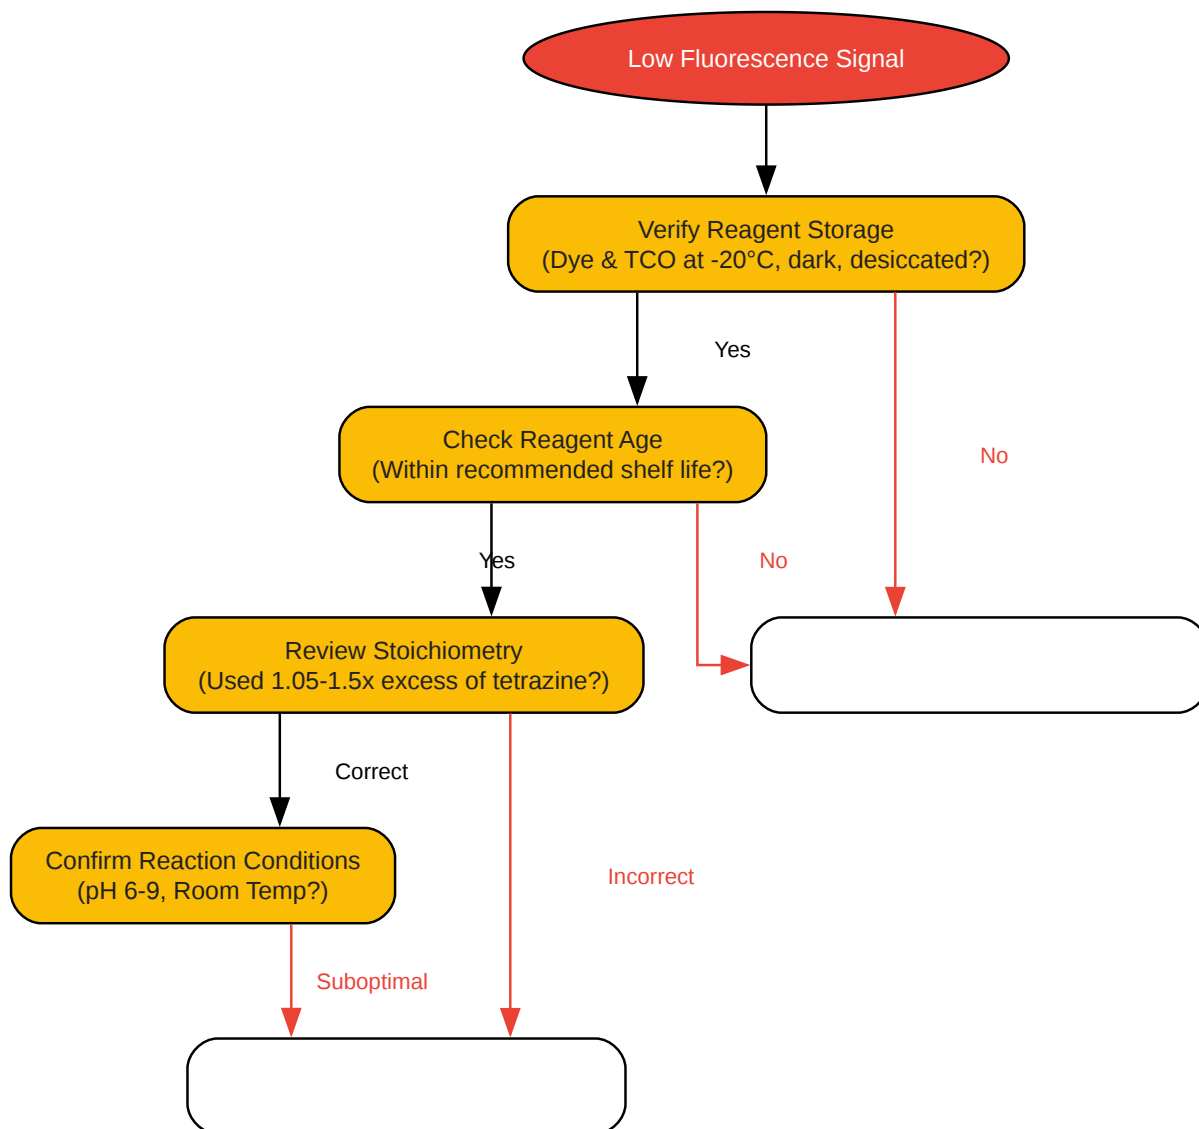 Low Fluorescence Signal
Verify Reagent Storage
(Dye & TCO at -20°C, dark, desiccated?)
Yes
Check Reagent Age
(Within recommended shelf life?)
No
Yes
No
Review Stoichiometry
(Used 1.05-1.5x excess of tetrazine?)
Correct
Confirm Reaction Conditions
(pH 6-9, Room Temp?)
Incorrect
Suboptimal